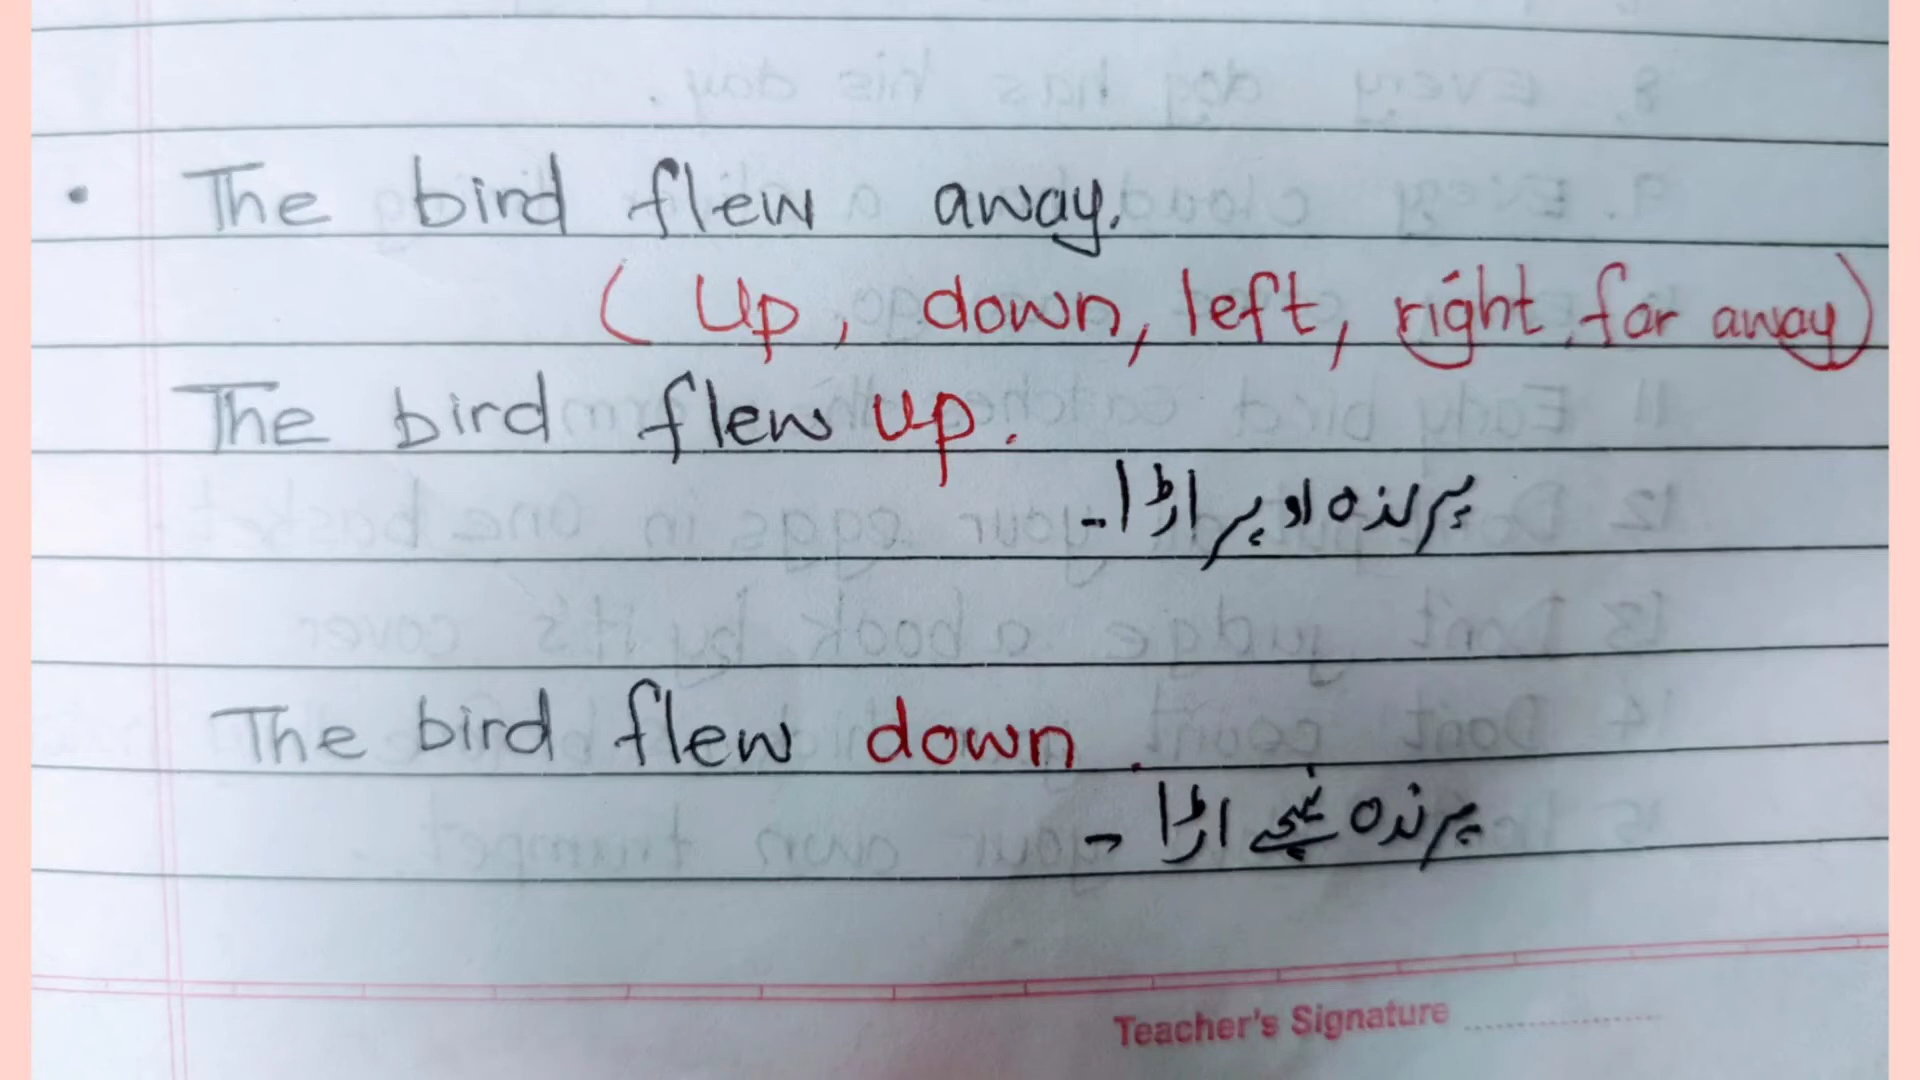 • The bird flew away.
( Up, down, left, right, far away)
The bird flew up.
پرندہ اوپر اڑا۔
The bird flew down.
پرندہ نیچے اڑا۔
Teacher's Signature ....................